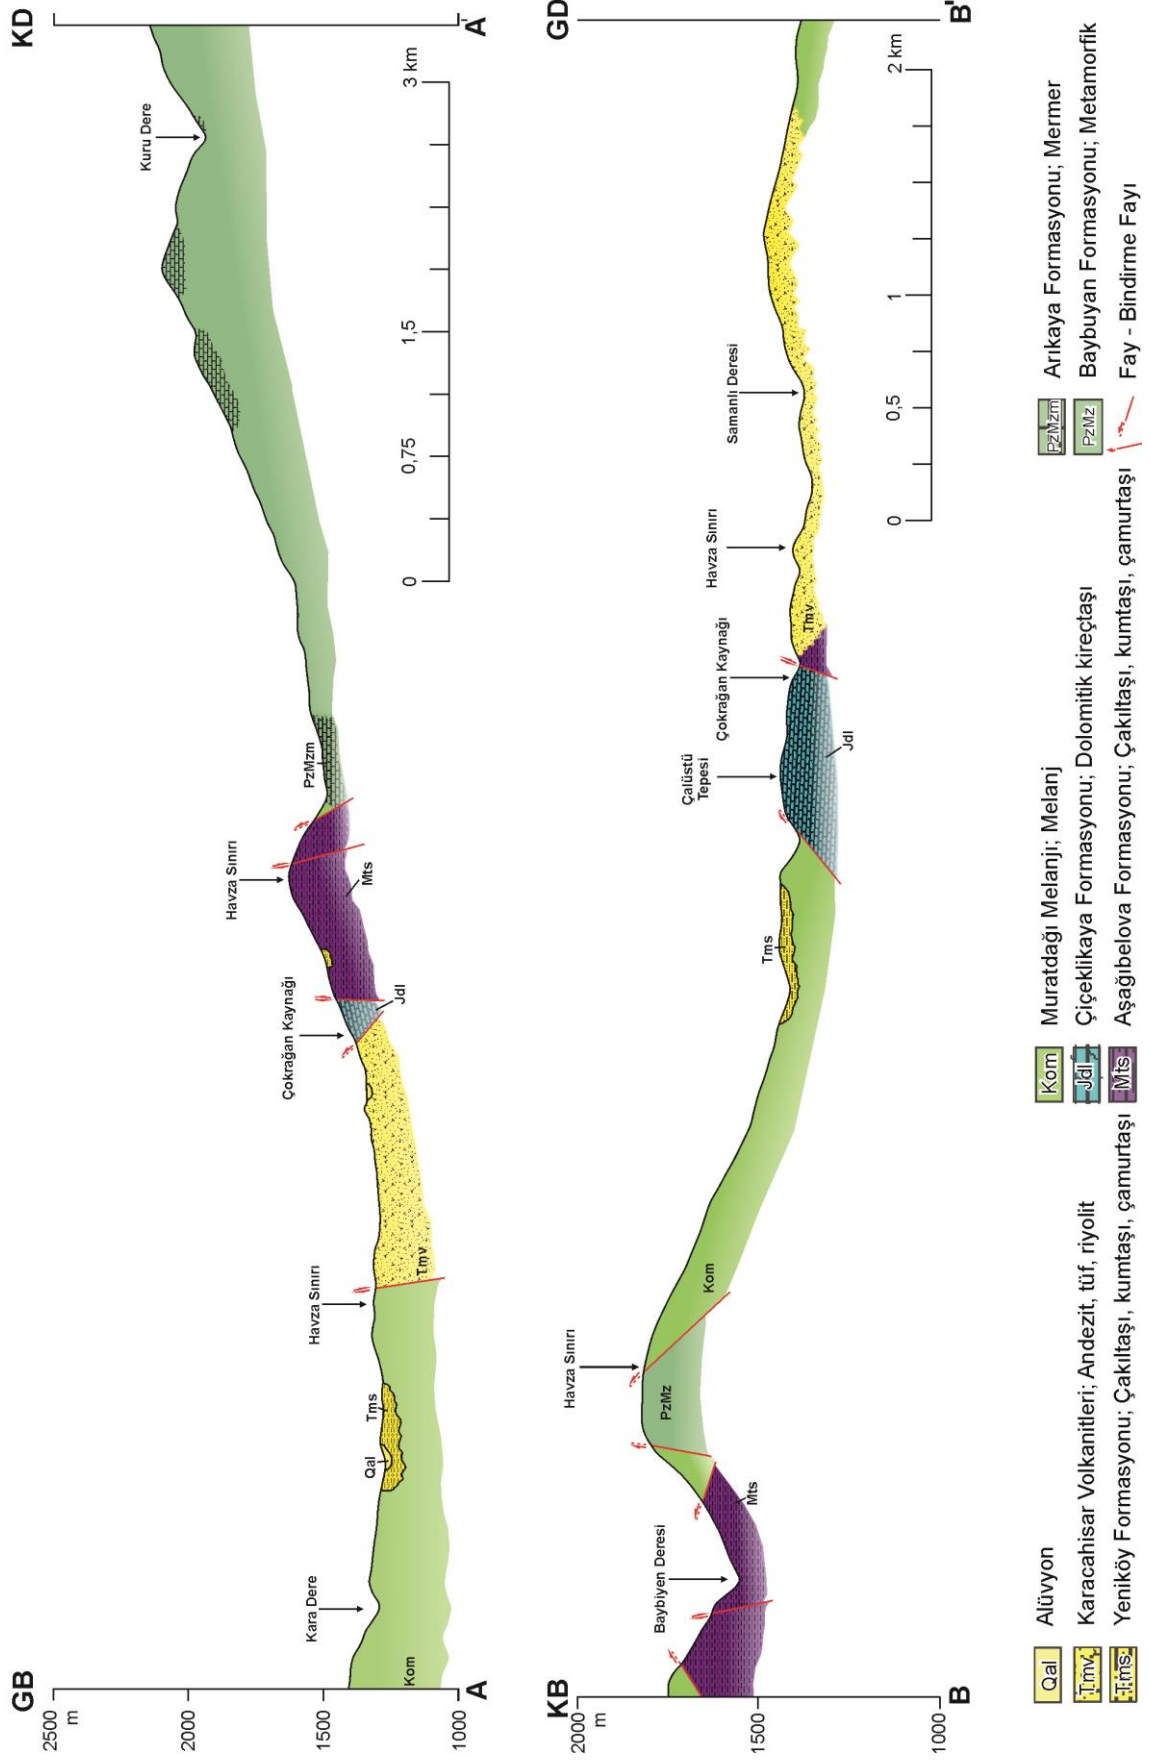 GB
KD
2500
m
2000
1500
1000
A
A'
Kara Dere
Kom
Qal
Tms
Havza Sınırı
Tmv
Çokrağan Kaynağı
Jdl
Havza Sınırı
Mts
PzMzm
Kuru Dere
0
0,75
1,5
3 km
KB
GD
2000
m
1500
1000
B
B'
Baybiyen Deresi
Mts
PzMz
Havza Sınırı
Kom
Tms
Çalüstü
Tepesi
Jdl
Çokrağan Kaynağı
Tmv
Havza Sınırı
Samanlı Deresi
0
0,5
1
2 km
Qal Alüvyon
Tmv Karacahisar Volkanitleri; Andezit, tüf, riyolit
Tms Yeniköy Formasyonu; Çakıltaşı, kumtaşı, çamurtaşı
Kom Muratdağı Melanjı; Melanj
Jdl Çiçeklikaya Formasyonu; Dolomitik kireçtaşı
Mts Aşağıbelova Formasyonu; Çakıltaşı, kumtaşı, çamurtaşı
PzMzm Arıkaya Formasyonu; Mermer
PzMz Baybuyan Formasyonu; Metamorfik
Fay - Bindirme Fayı